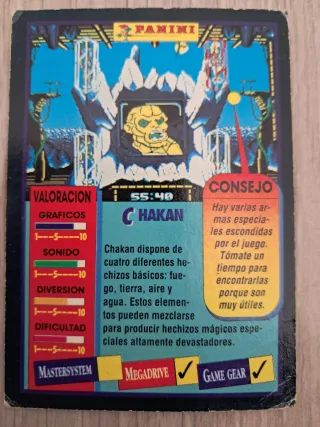 PANINI
55:40
CHAKAN
VALORACION
GRAFICOS
1—5——10
SONIDO
1—5——10
DIVERSION
1—5——10
DIFICULTAD
1—5——10
Chakan dispone de
cuatro diferentes he-
chizos básicos: fue-
go, tierra, aire y
agua. Estos elemen-
tos pueden mezclarse
para producir hechizos mágicos espe-
ciales altamente devastadores.
CONSEJO
Hay varias ar-
mas especia-
les escondidas
por el juego.
Tómate un
tiempo para
encontrarlas
porque son
muy útiles.
MASTERSYSTEM
MEGADRIVE ✓
GAME GEAR ✓